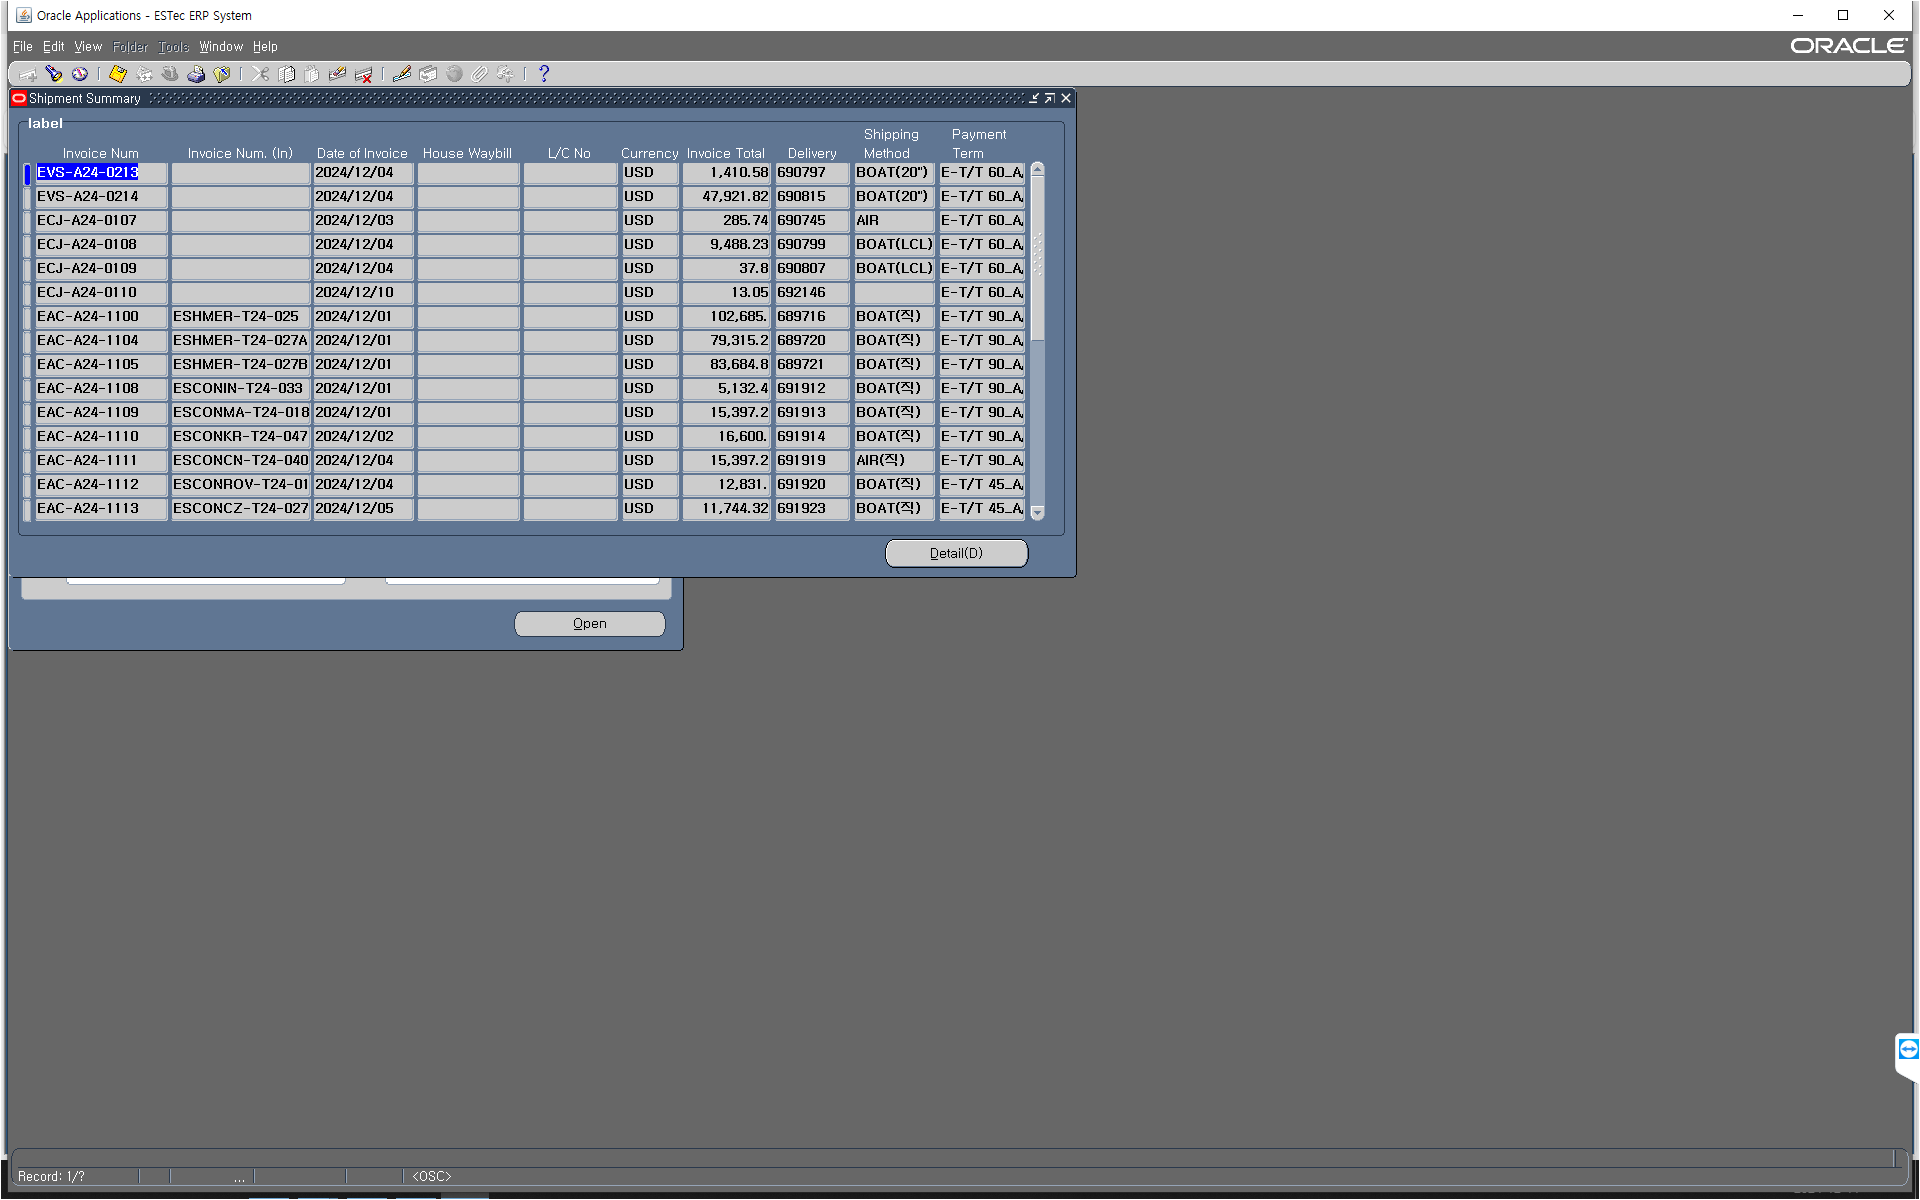 Oracle Applications - ESTec ERP System
File Edit View Folder Tools Window Help
ORACLE
Shipment Summary
label
Shipping Payment
Invoice Num Invoice Num. (In) Date of Invoice House Waybill L/C No Currency Invoice Total Delivery Method Term
EVS-A24-0213 2024/12/04 USD 1,410.58 690797 BOAT(20") E-T/T 60_A
EVS-A24-0214 2024/12/04 USD 47,921.82 690815 BOAT(20") E-T/T 60_A
ECJ-A24-0107 2024/12/03 USD 285.74 690745 AIR E-T/T 60_A
ECJ-A24-0108 2024/12/04 USD 9,488.23 690799 BOAT(LCL) E-T/T 60_A
ECJ-A24-0109 2024/12/04 USD 37.8 690807 BOAT(LCL) E-T/T 60_A
ECJ-A24-0110 2024/12/10 USD 13.05 692146 E-T/T 60_A
EAC-A24-1100 ESHMER-T24-025 2024/12/01 USD 102,685. 689716 BOAT(직) E-T/T 90_A
EAC-A24-1104 ESHMER-T24-027A 2024/12/01 USD 79,315.2 689720 BOAT(직) E-T/T 90_A
EAC-A24-1105 ESHMER-T24-027B 2024/12/01 USD 83,684.8 689721 BOAT(직) E-T/T 90_A
EAC-A24-1108 ESCONIN-T24-033 2024/12/01 USD 5,132.4 691912 BOAT(직) E-T/T 90_A
EAC-A24-1109 ESCONMA-T24-018 2024/12/01 USD 15,397.2 691913 BOAT(직) E-T/T 90_A
EAC-A24-1110 ESCONKR-T24-047 2024/12/02 USD 16,600. 691914 BOAT(직) E-T/T 90_A
EAC-A24-1111 ESCONCN-T24-040 2024/12/04 USD 15,397.2 691919 AIR(직) E-T/T 90_A
EAC-A24-1112 ESCONROV-T24-01 2024/12/04 USD 12,831. 691920 BOAT(직) E-T/T 45_A
EAC-A24-1113 ESCONCZ-T24-027 2024/12/05 USD 11,744.32 691923 BOAT(직) E-T/T 45_A
Detail(D)
Open
Record: 1/? ... <OSC>